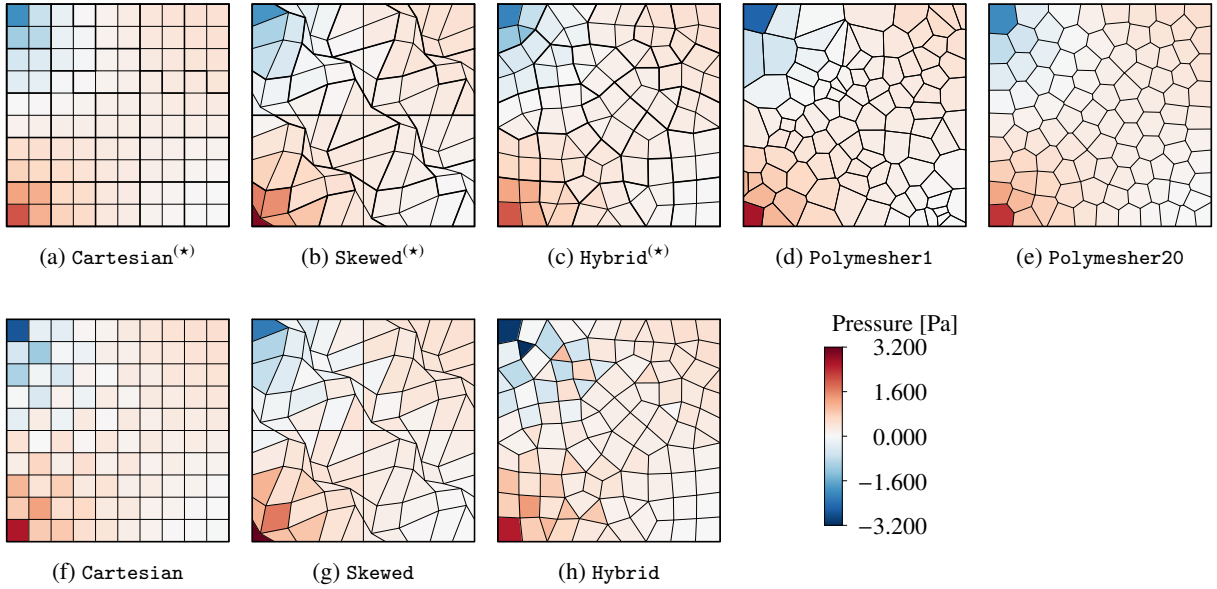 (a) Cartesian(⋆)
(b) Skewed(⋆)
(c) Hybrid(⋆)
(d) Polymesher1
(e) Polymesher20
Pressure [Pa]
3.200
1.600
0.000
−1.600
−3.200
(f) Cartesian
(g) Skewed
(h) Hybrid